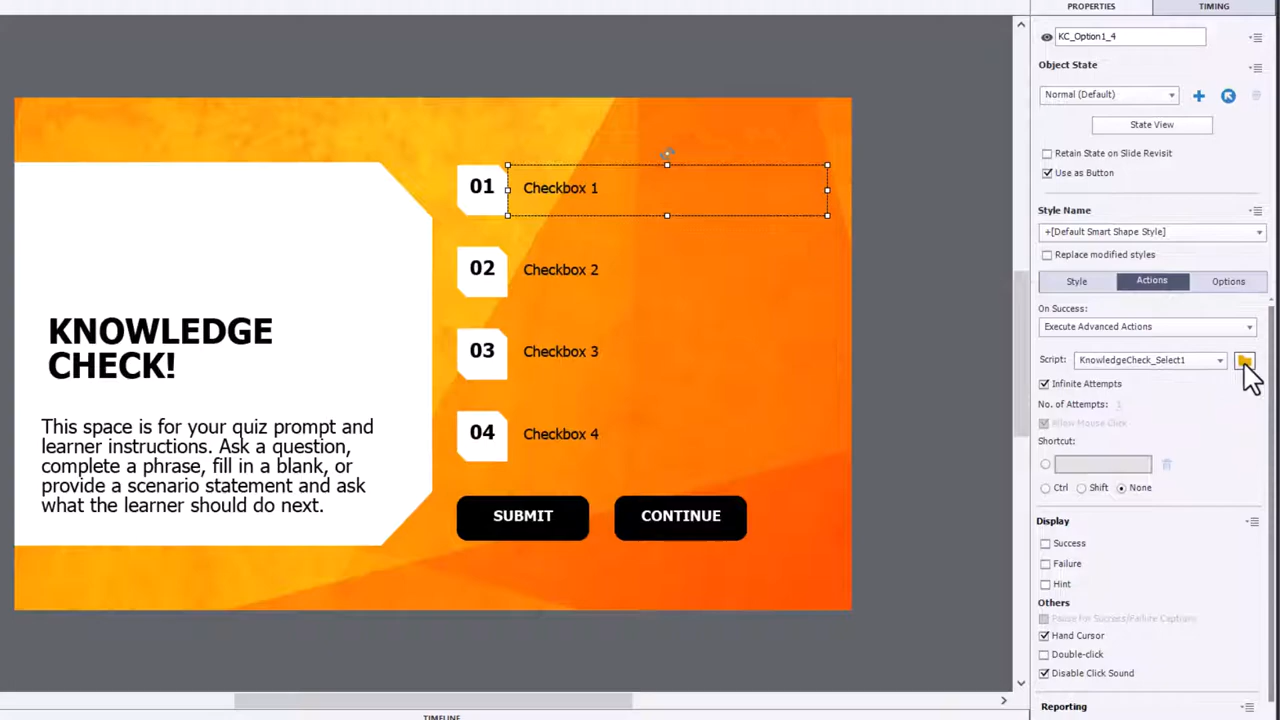 PROPERTIES
TIMING
KC_Option1_4
Object State
Normal (Default)
State View
Retain State on Slide Revisit
Use as Button
Style Name
+[Default Smart Shape Style]
Replace modified styles
Style
Actions
Options
On Success:
Execute Advanced Actions
Script:
KnowledgeCheck_Select1
Infinite Attempts
No. of Attempts: 1
Allow Mouse Click
Shortcut:
Ctrl
Shift
None
Display
Success
Failure
Hint
Others
Pause for Success/Failure Captions
Hand Cursor
Double-click
Disable Click Sound
Reporting
01
Checkbox 1
02
Checkbox 2
03
Checkbox 3
04
Checkbox 4
KNOWLEDGE
CHECK!
This space is for your quiz prompt and
learner instructions. Ask a question,
complete a phrase, fill in a blank, or
provide a scenario statement and ask
what the learner should do next.
SUBMIT
CONTINUE
TIMELINE